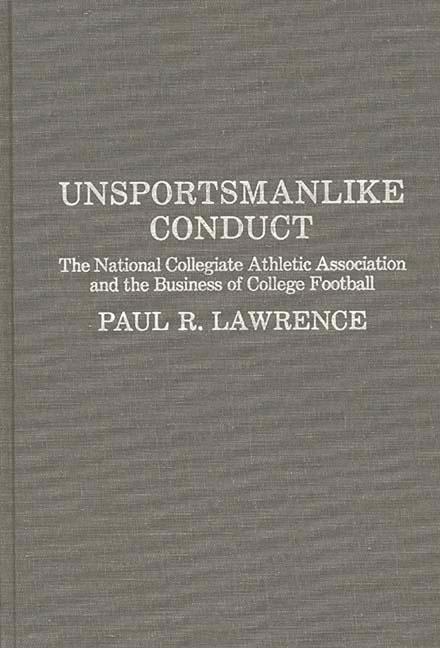 UNSPORTSMANLIKE
CONDUCT
The National Collegiate Athletic Association
and the Business of College Football
PAUL R. LAWRENCE